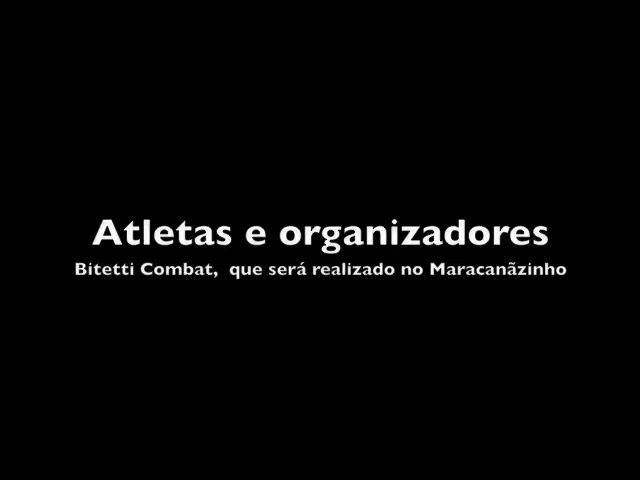 Atletas e organizadores
Bitetti Combat, que será realizado no Maracanãzinho